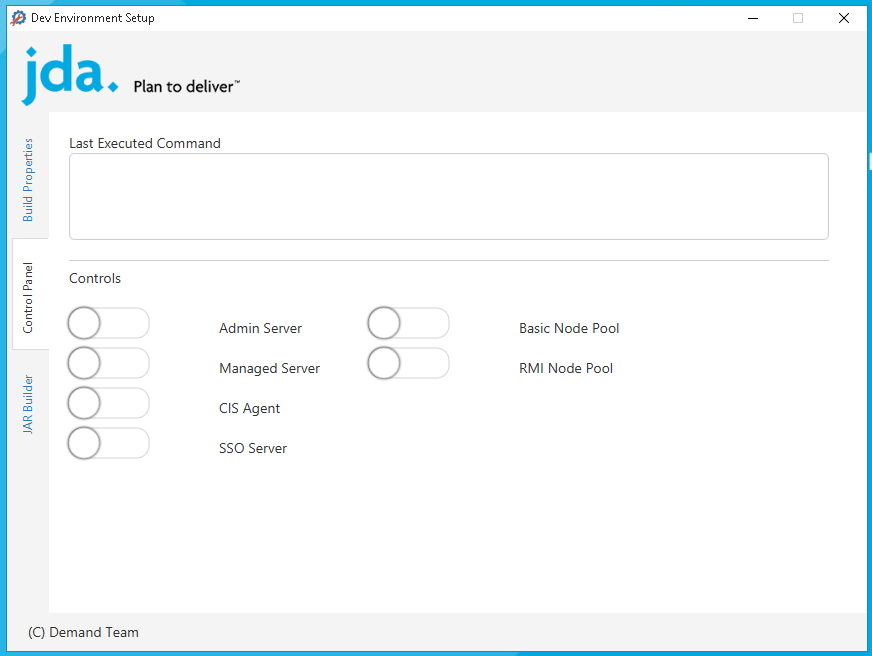 Dev Environment Setup
jda.
Plan to deliver™
Build Properties
Control Panel
JAR Builder
Last Executed Command
Controls
Admin Server
Basic Node Pool
Managed Server
RMI Node Pool
CIS Agent
SSO Server
(C) Demand Team